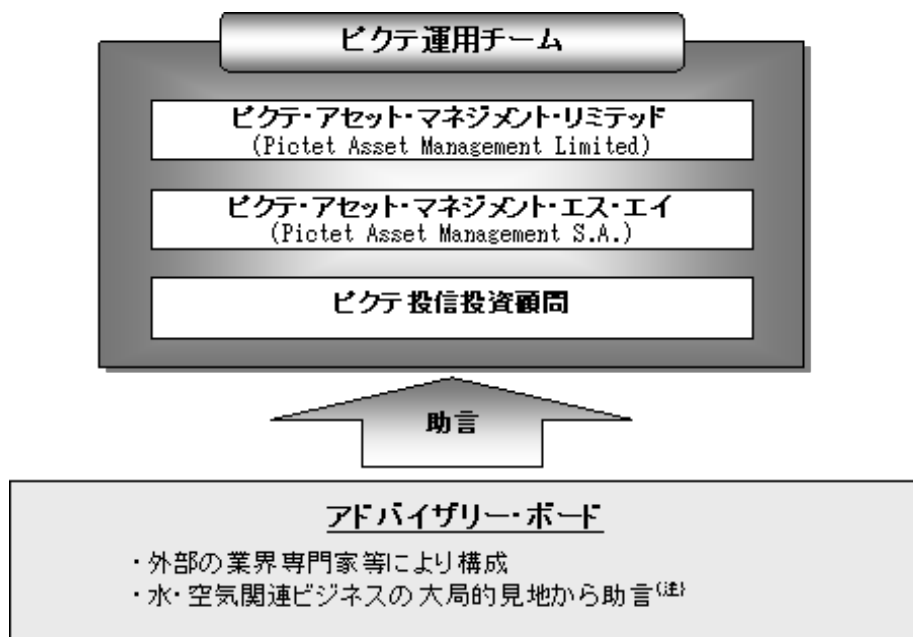 ピクテ運用チーム
ピクテ・アセット・マネジメント・リミテッド
(Pictet Asset Management Limited)
ピクテ・アセット・マネジメント・エス・エイ
(Pictet Asset Management S.A.)
ピクテ投信投資顧問
助言
アドバイザリー・ボード
・外部の業界専門家等により構成
・水・空気関連ビジネスの大局的見地から助言(注)